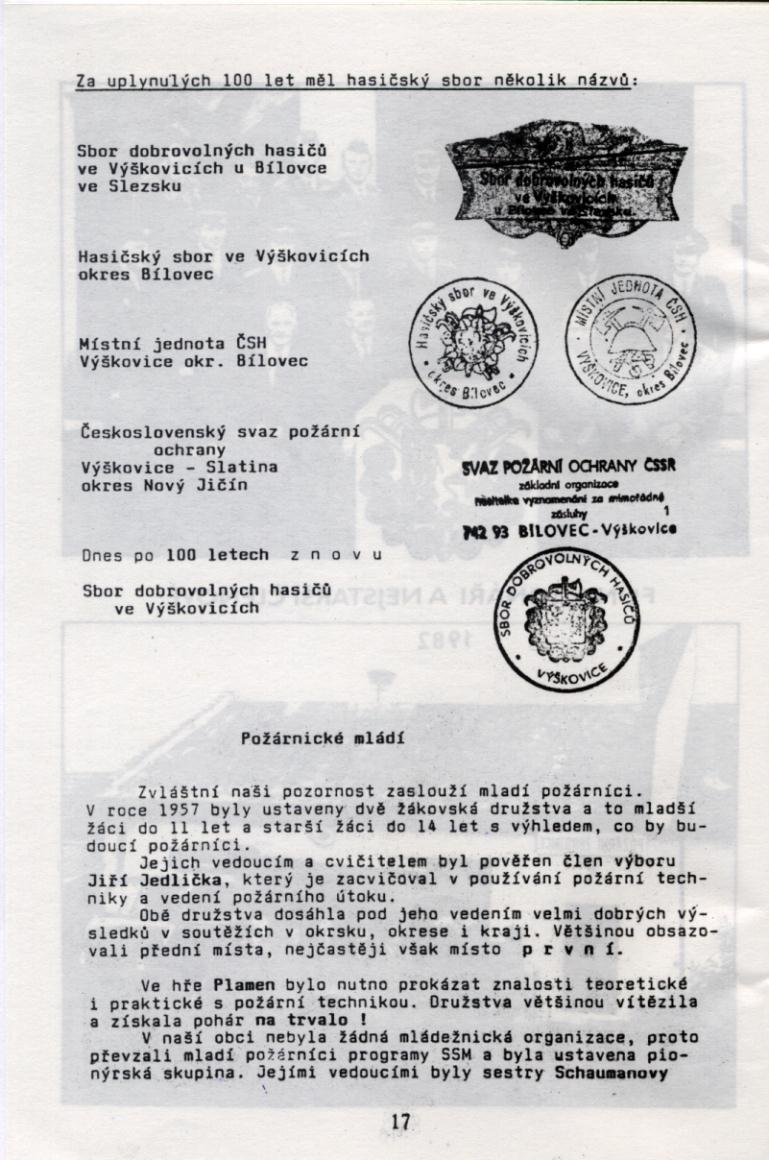 Za uplynulých 100 let měl hasičský sbor několik názvů:
Sbor dobrovolných hasičů
ve Výškovicích u Bílovce
ve Slezsku
Sbor dobrovolných hasičů
ve Výškovicích
u Bílovce ve Slezsku.
Hasičský sbor ve Výškovicích
okres Bílovec
Hasičský sbor ve Výškovicích
okres Bílovec
MÍSTNÍ JEDNOTA ČSH
VÝŠKOVICE, okres Bílovec
Místní jednota ČSH
Výškovice okr. Bílovec
Československý svaz požární
ochrany
Výškovice - Slatina
okres Nový Jičín
SVAZ POŽÁRNÍ OCHRANY ČSSR
základní organizace
nositelka vyznamenání za mimořádné
zásluhy 1
742 93 BÍLOVEC-Výškovice
Dnes po 100 letech z n o v u
Sbor dobrovolných hasičů
ve Výškovicích
SBOR DOBROVOLNÝCH HASIČŮ
VÝŠKOVICE
Požárnické mládí
Zvláštní naši pozornost zaslouží mladí požárníci.
V roce 1957 byly ustaveny dvě žákovská družstva a to mladší
žáci do 11 let a starší žáci do 14 let s výhledem, co by bu-
doucí požárníci.
Jejich vedoucím a cvičitelem byl pověřen člen výboru
Jiří Jedlička, který je zacvičoval v používání požární tech-
niky a vedení požárního útoku.
Obě družstva dosáhla pod jeho vedením velmi dobrých vý-
sledků v soutěžích v okrsku, okrese i kraji. Většinou obsazo-
vali přední místa, nejčastěji však místo p r v n í.
Ve hře Plamen bylo nutno prokázat znalosti teoretické
i praktické s požární technikou. Družstva většinou vítězila
a získala pohár na trvalo !
V naší obci nebyla žádná mládežnická organizace, proto
převzali mladí požárníci programy SSM a byla ustavena pio-
nýrská skupina. Jejími vedoucími byly sestry Schaumanovy
17